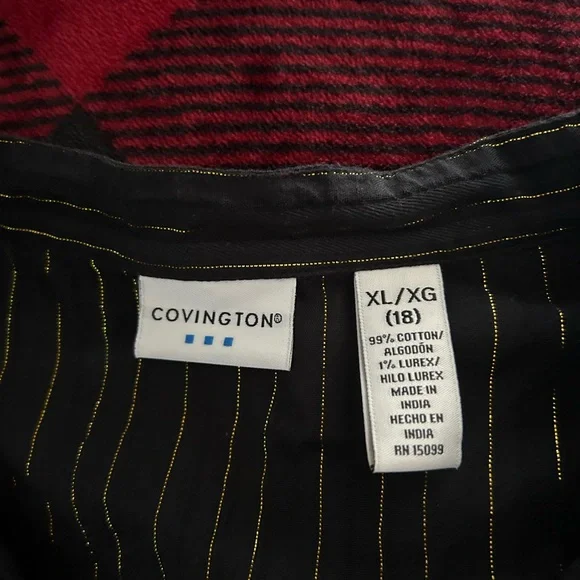 COVINGTON®
XL/XG
(18)
99% COTTON/
ALGODÓN
1% LUREX/
HILO LUREX
MADE IN
INDIA
HECHO EN
INDIA
RN 15099